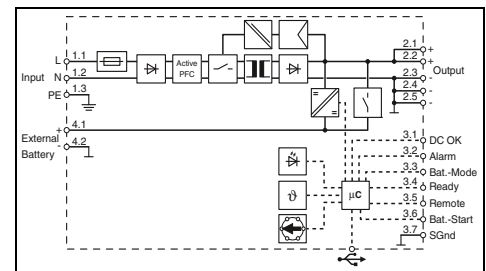 L 1.1
Input N 1.2
PE 1.3
Active PFC
External Battery
+ 4.1
- 4.2
= =
ϑ
µC
2.1 +
2.2 +
Output
2.3 -
2.4 -
2.5 -
3.1 DC OK
3.2 Alarm
3.3 Bat.-Mode
3.4 Ready
3.5 Remote
3.6 Bat.-Start
3.7 SGnd